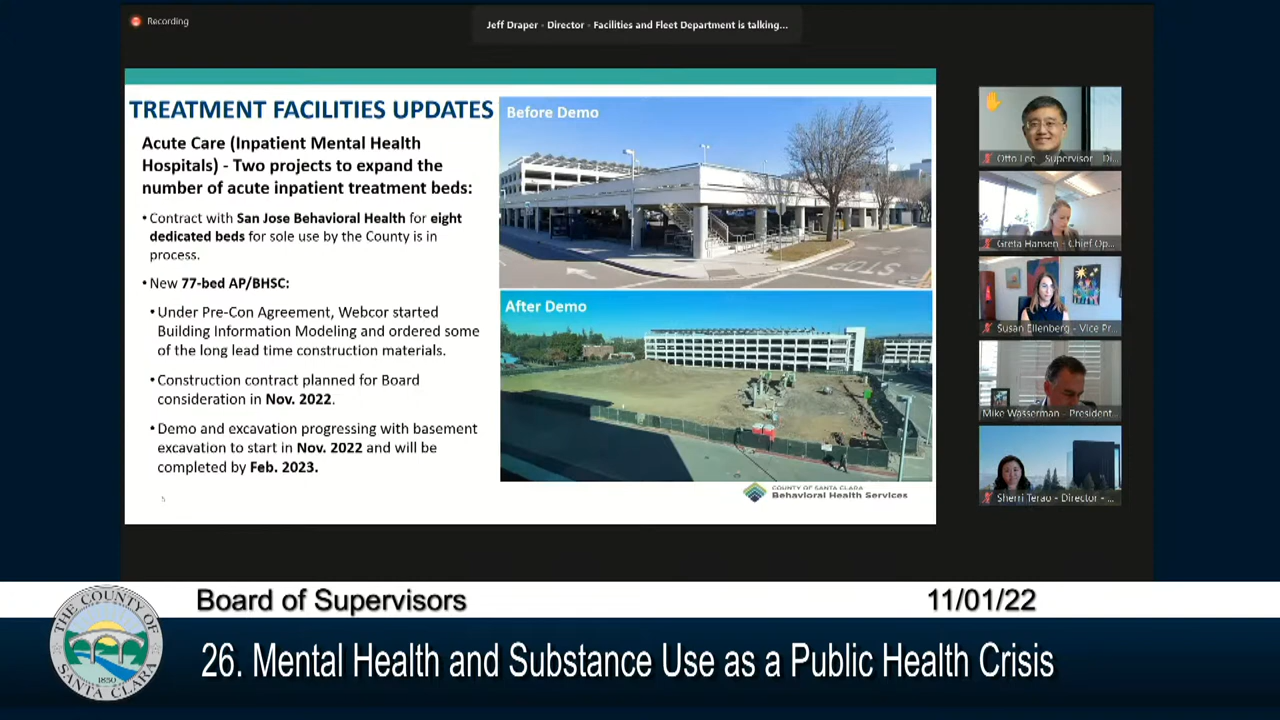 Recording
Jeff Draper - Director - Facilities and Fleet Department is talking...
TREATMENT FACILITIES UPDATES
Acute Care (Inpatient Mental Health
Hospitals) - Two projects to expand the
number of acute inpatient treatment beds:
• Contract with San Jose Behavioral Health for eight
dedicated beds for sole use by the County is in
process.
• New 77-bed AP/BHSC:
• Under Pre-Con Agreement, Webcor started
Building Information Modeling and ordered some
of the long lead time construction materials.
• Construction contract planned for Board
consideration in Nov. 2022.
• Demo and excavation progressing with basement
excavation to start in Nov. 2022 and will be
completed by Feb. 2023.
Before Demo
STOP
After Demo
COUNTY OF SANTA CLARA
Behavioral Health Services
Otto Lee - Supervisor - Di...
Greta Hansen - Chief Op...
Susan Ellenberg - Vice Pr...
Mike Wasserman - President...
Sherri Terao - Director - ...
Board of Supervisors
11/01/22
26. Mental Health and Substance Use as a Public Health Crisis
THE COUNTY OF
SANTA CLARA
1850